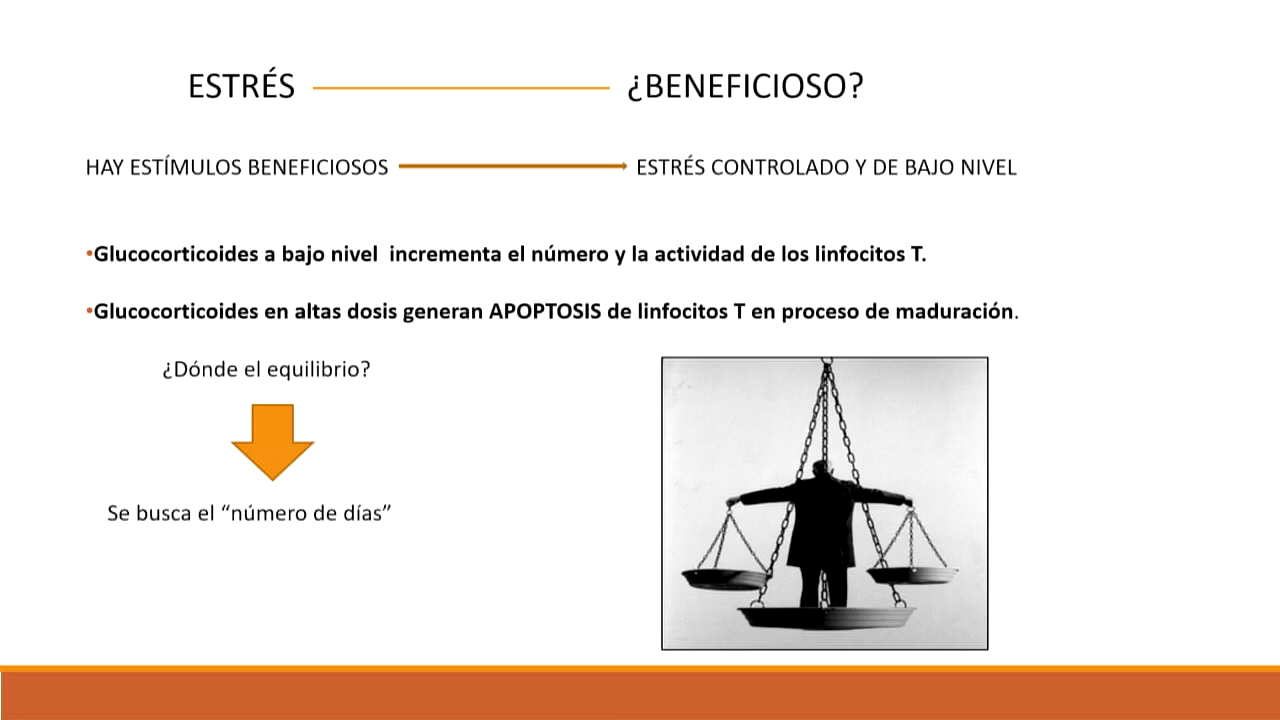 ESTRÉS ¿BENEFICIOSO?
HAY ESTÍMULOS BENEFICIOSOS ESTRÉS CONTROLADO Y DE BAJO NIVEL
•Glucocorticoides a bajo nivel  incrementa el número y la actividad de los linfocitos T.
•Glucocorticoides en altas dosis generan APOPTOSIS de linfocitos T en proceso de maduración.
¿Dónde el equilibrio?
Se busca el “número de días”